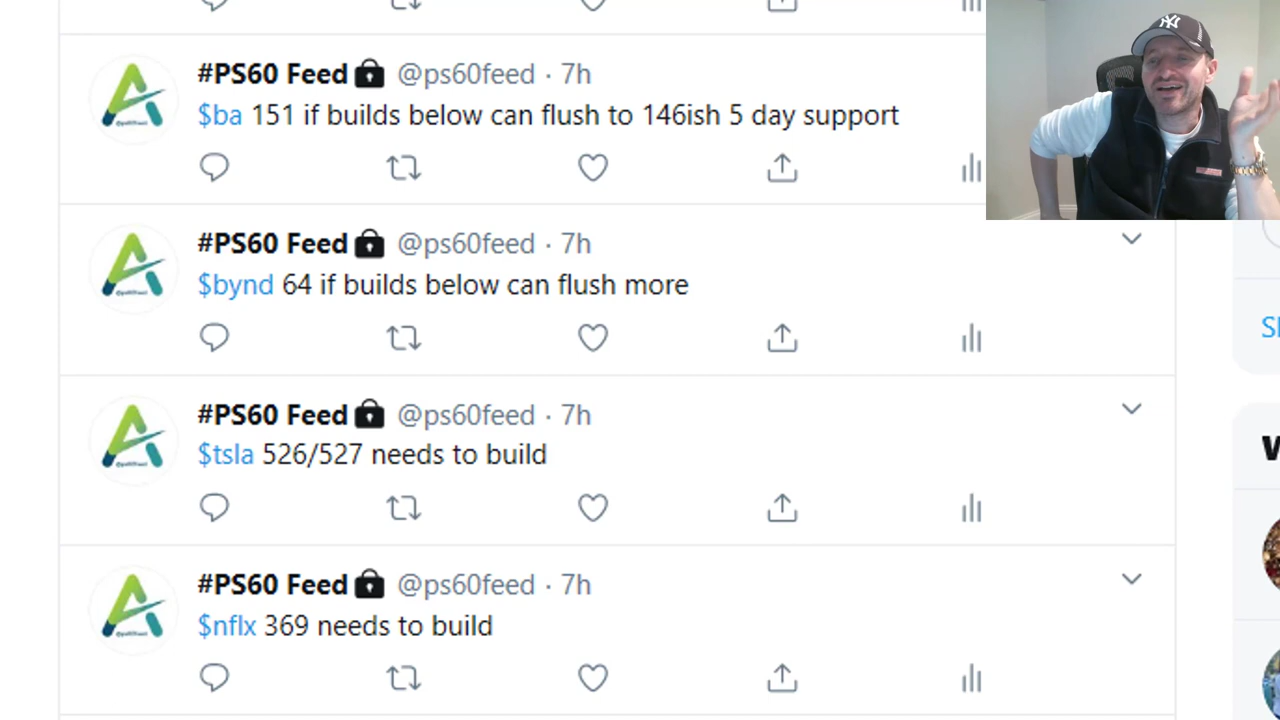 #PS60 Feed @ps60feed · 7h
$ba 151 if builds below can flush to 146ish 5 day support
#PS60 Feed @ps60feed · 7h
$bynd 64 if builds below can flush more
#PS60 Feed @ps60feed · 7h
$tsla 526/527 needs to build
#PS60 Feed @ps60feed · 7h
$nflx 369 needs to build